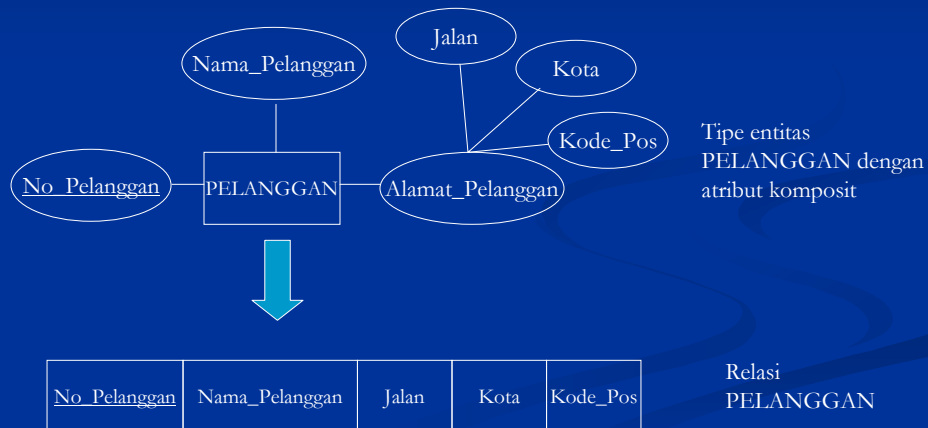 Jalan
Nama_Pelanggan
Kota
Kode_Pos
No_Pelanggan
PELANGGAN
Alamat_Pelanggan
Tipe entitas
PELANGGAN dengan
atribut komposit
No_Pelanggan Nama_Pelanggan Jalan Kota Kode_Pos
Relasi
PELANGGAN